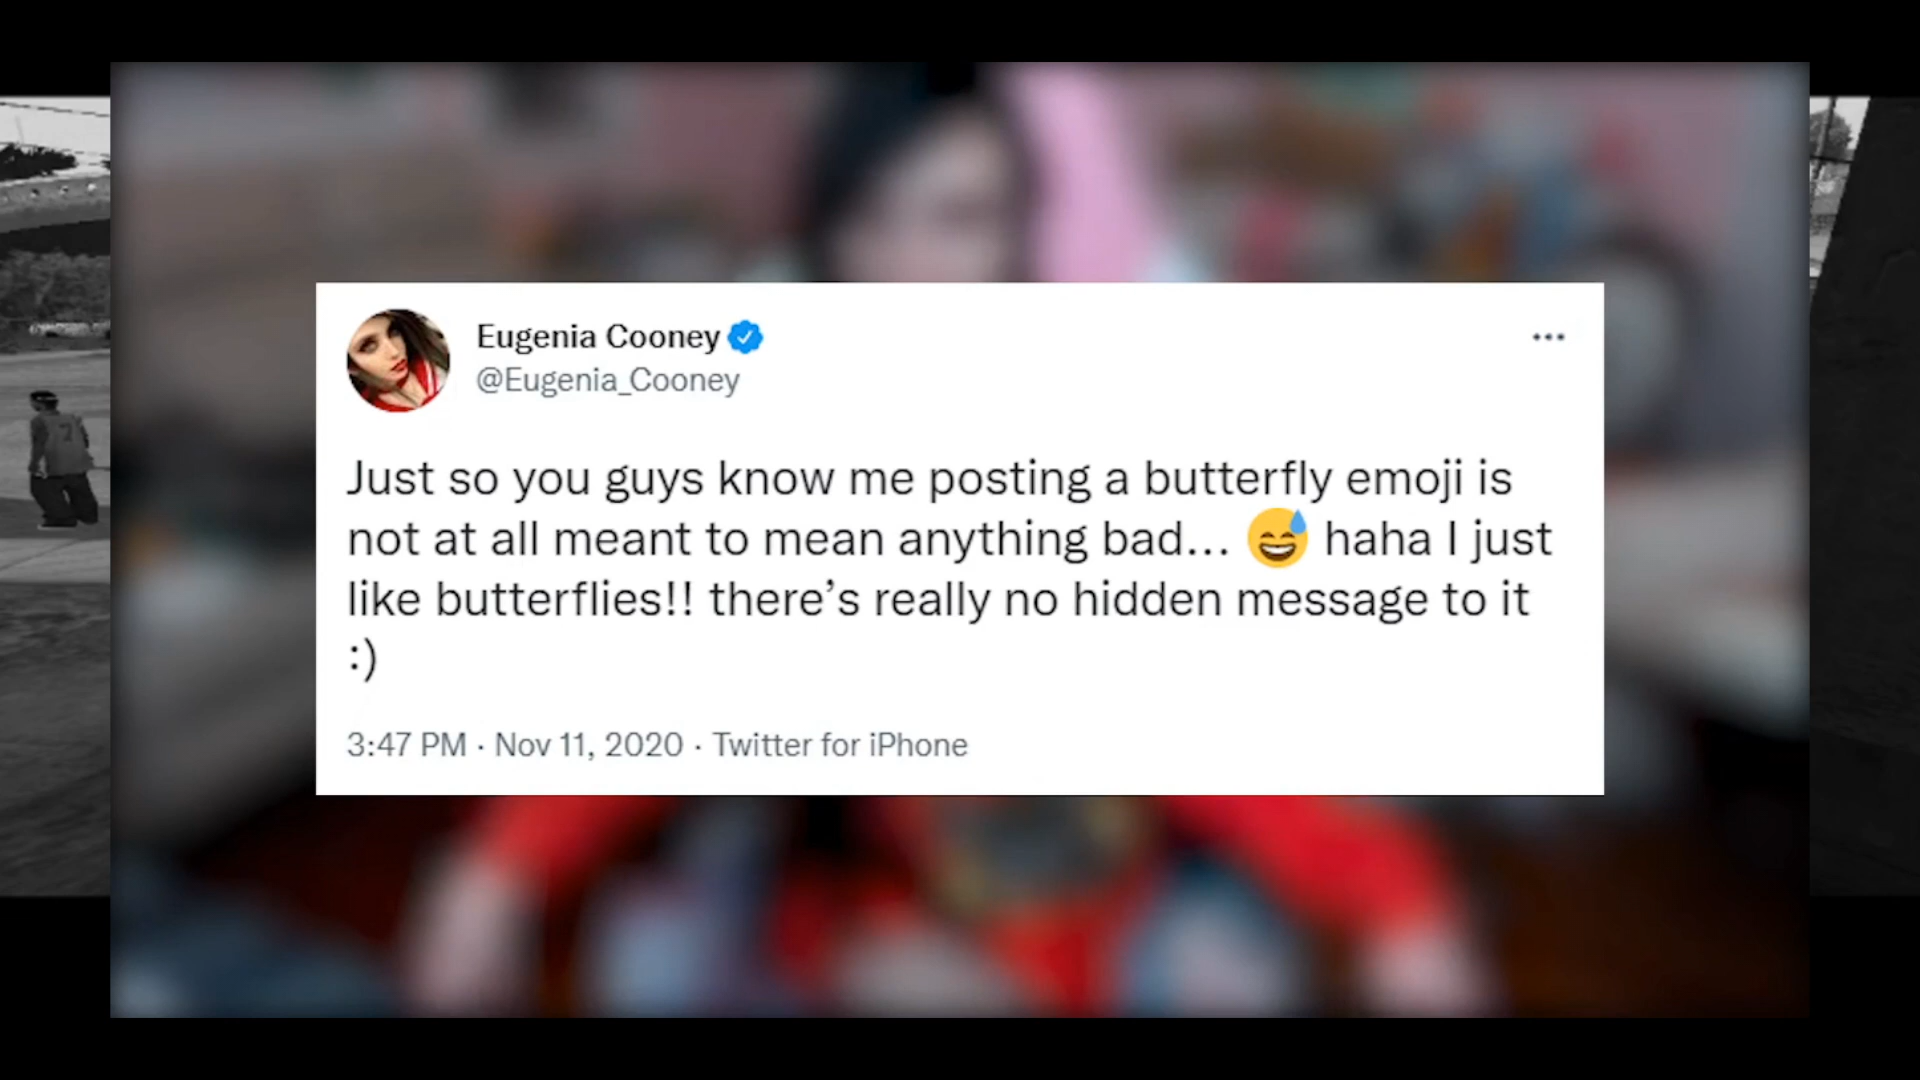 Eugenia Cooney
@Eugenia_Cooney
Just so you guys know me posting a butterfly emoji is
not at all meant to mean anything bad... 😅 haha I just
like butterflies!! there’s really no hidden message to it
:)
3:47 PM · Nov 11, 2020 · Twitter for iPhone
7